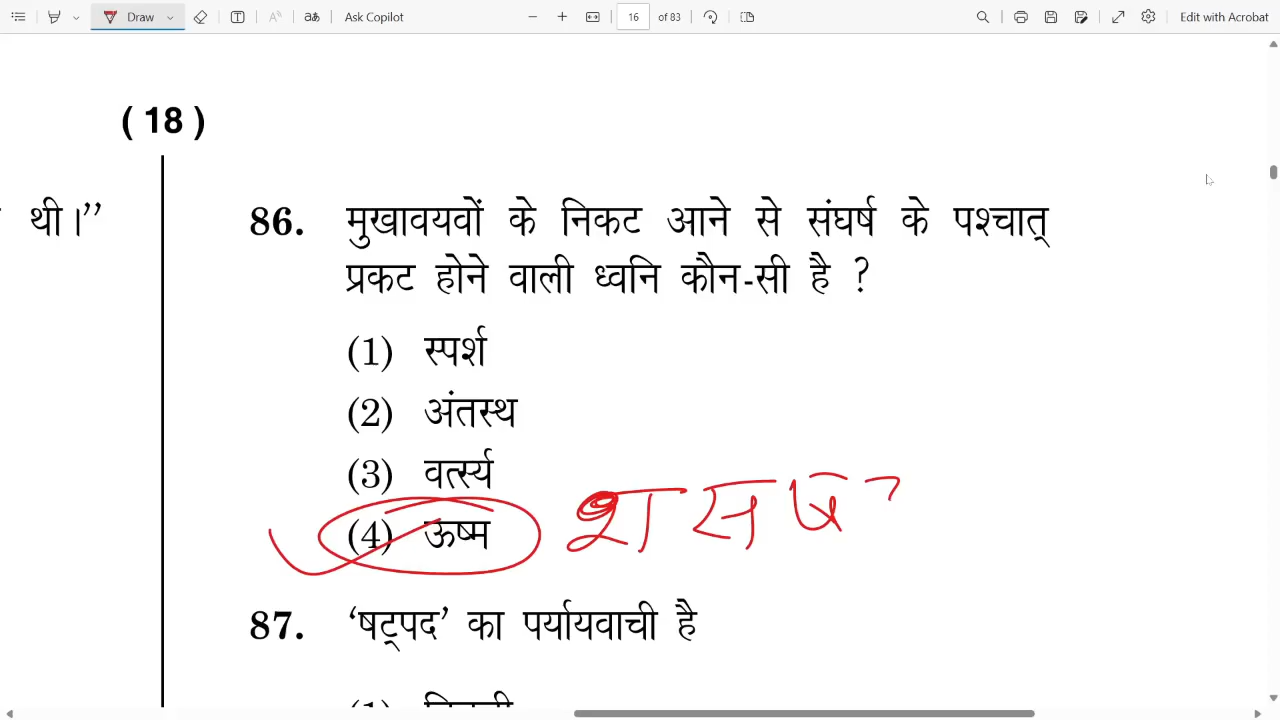 Draw
Ask Copilot
16 of 83
Edit with Acrobat
( 18 )
थी।”
86. मुखावयवों के निकट आने से संघर्ष के पश्चात्
प्रकट होने वाली ध्वनि कौन-सी है ?
(1) स्पर्श
(2) अंतस्थ
(3) वर्त्स्य
(4) ऊष्म
श स ष
87. ‘षट्पद’ का पर्यायवाची है